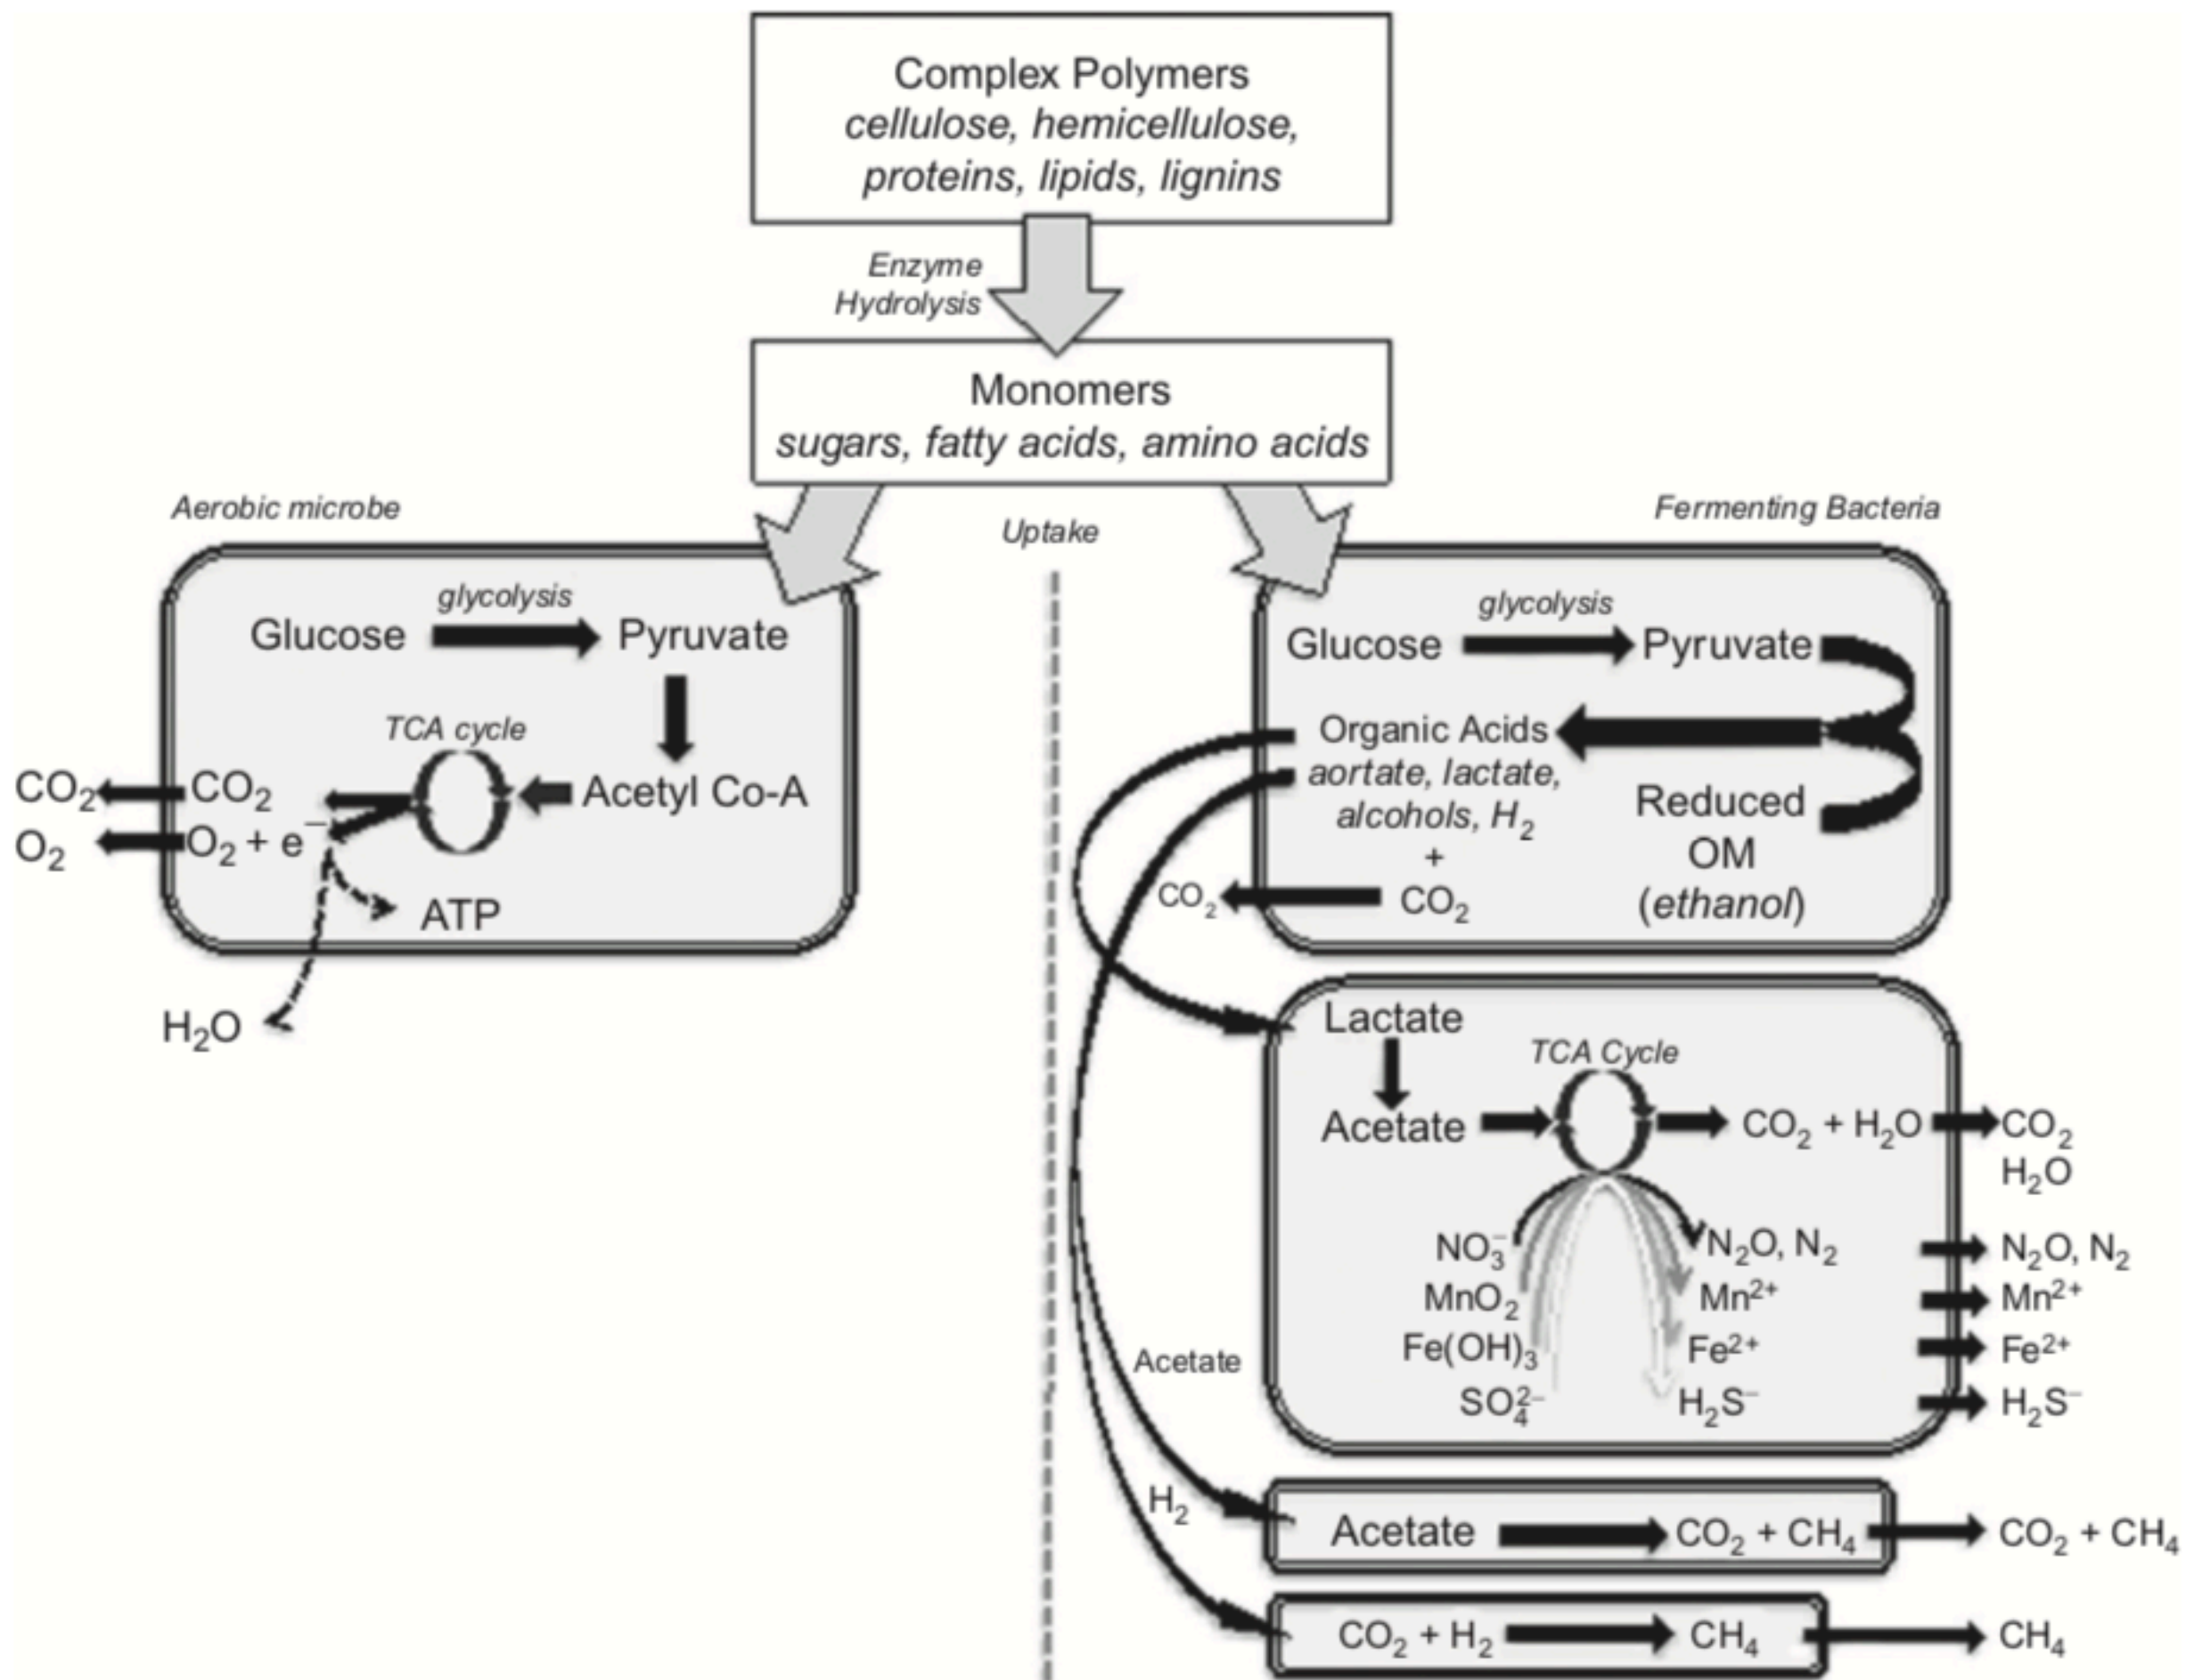 Complex Polymers
cellulose, hemicellulose,
proteins, lipids, lignins
Enzyme
Hydrolysis
Monomers
sugars, fatty acids, amino acids
Aerobic microbe
Uptake
Fermenting Bacteria
glycolysis
Glucose
Pyruvate
TCA cycle
Acetyl Co-A
CO₂
CO₂
O₂
O₂ + e⁻
ATP
H₂O
glycolysis
Glucose
Pyruvate
Organic Acids
aortate, lactate,
alcohols, H₂
+
CO₂
CO₂
Reduced
OM
(ethanol)
Lactate
TCA Cycle
Acetate
CO₂ + H₂O
CO₂
H₂O
NO₃⁻
N₂O, N₂
N₂O, N₂
MnO₂
Mn²⁺
Mn²⁺
Fe(OH)₃
Fe²⁺
Fe²⁺
SO₄²⁻
H₂S⁻
H₂S⁻
Acetate
H₂
Acetate
CO₂ + CH₄
CO₂ + CH₄
CO₂ + H₂
CH₄
CH₄